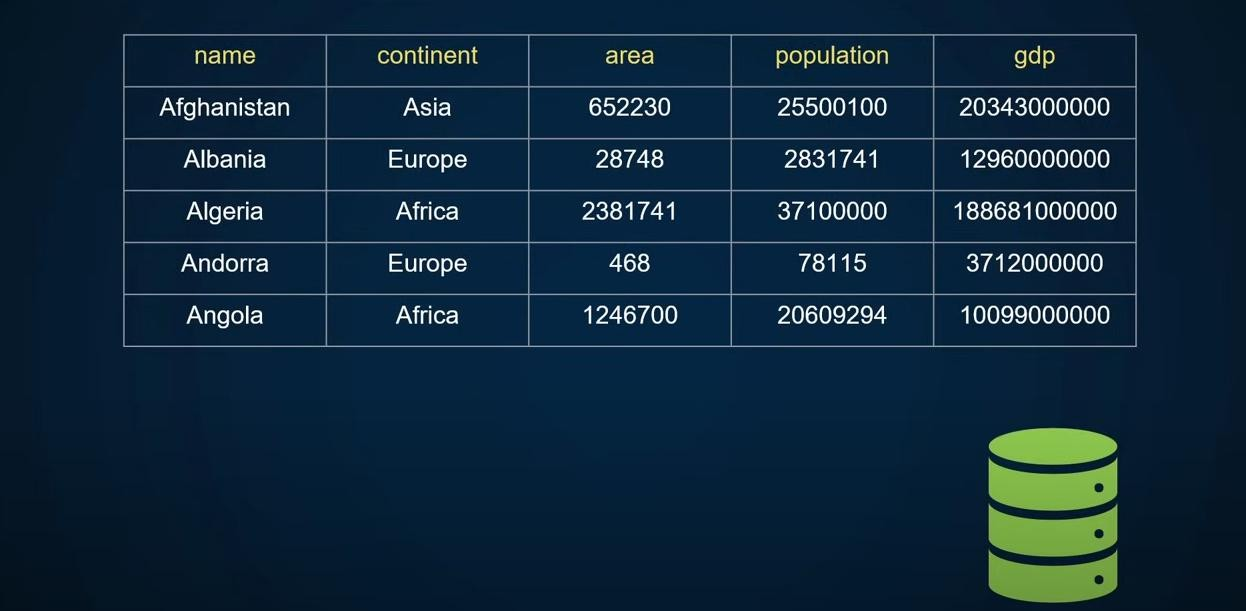 name continent area population gdp
Afghanistan Asia 652230 25500100 20343000000
Albania Europe 28748 2831741 12960000000
Algeria Africa 2381741 37100000 188681000000
Andorra Europe 468 78115 3712000000
Angola Africa 1246700 20609294 10099000000